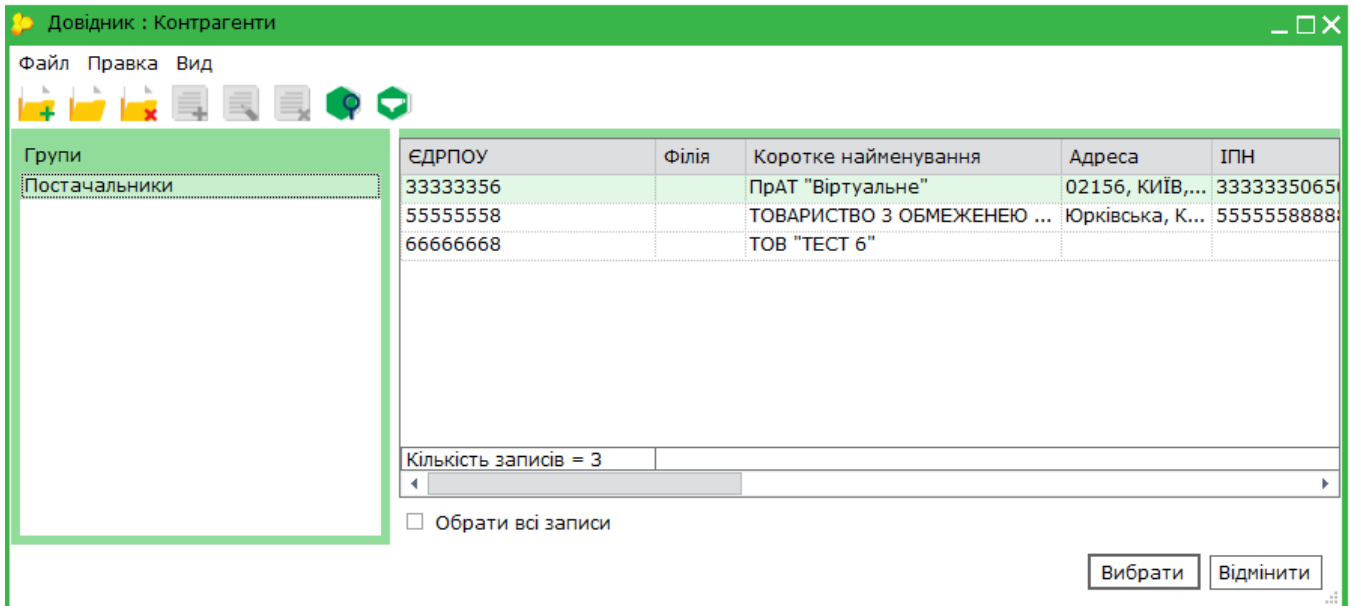 Довідник : Контрагенти
Файл Правка Вид
Групи
Постачальники
ЄДРПОУ Філія Коротке найменування Адреса ІПН
33333356 ПрАТ "Віртуальне" 02156, КИЇВ,...
55555558 ТОВАРИСТВО З ОБМЕЖЕНЕЮ ... Юрківська, К...
66666668 ТОВ "ТЕСТ 6"
Кількість записів = 3
Обрати всі записи
Вибрати Відмінити